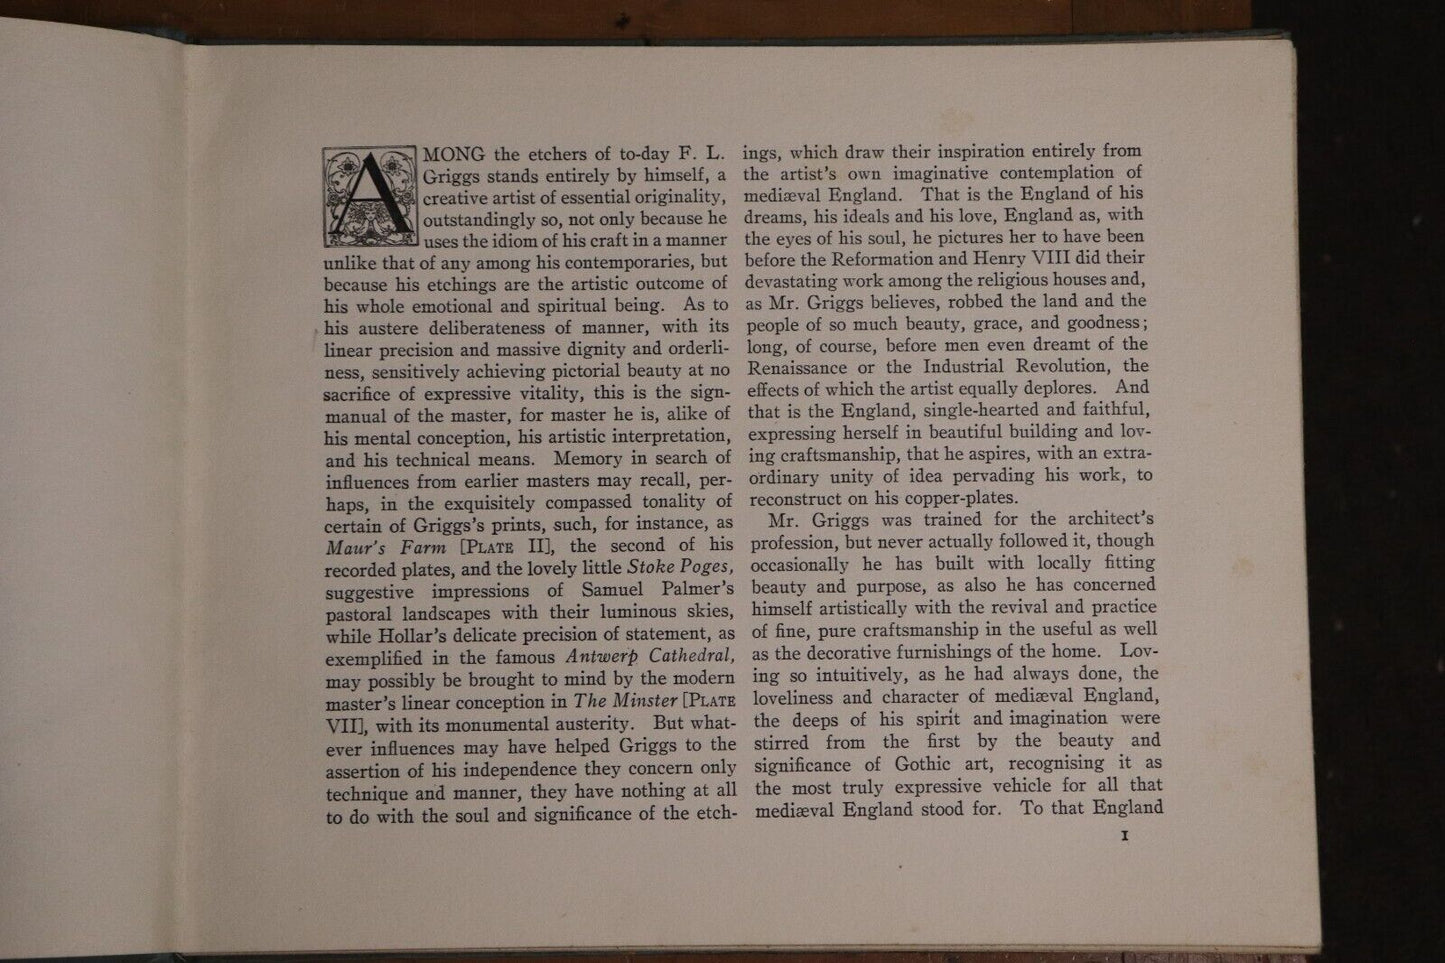 AMONG the etchers of to-day F. L.
Griggs stands entirely by himself, a
creative artist of essential originality,
outstandingly so, not only because he
uses the idiom of his craft in a manner
unlike that of any among his contemporaries, but
because his etchings are the artistic outcome of
his whole emotional and spiritual being. As to
his austere deliberateness of manner, with its
linear precision and massive dignity and orderli-
ness, sensitively achieving pictorial beauty at no
sacrifice of expressive vitality, this is the sign-
manual of the master, for master he is, alike of
his mental conception, his artistic interpretation,
and his technical means. Memory in search of
influences from earlier masters may recall, per-
haps, in the exquisitely compassed tonality of
certain of Griggs's prints, such, for instance, as
Maur's Farm [PLATE II], the second of his
recorded plates, and the lovely little Stoke Poges,
suggestive impressions of Samuel Palmer's
pastoral landscapes with their luminous skies,
while Hollar's delicate precision of statement, as
exemplified in the famous Antwerp Cathedral,
may possibly be brought to mind by the modern
master's linear conception in The Minster [PLATE
VII], with its monumental austerity. But what-
ever influences may have helped Griggs to the
assertion of his independence they concern only
technique and manner, they have nothing at all
to do with the soul and significance of the etch-
ings, which draw their inspiration entirely from
the artist's own imaginative contemplation of
mediæval England. That is the England of his
dreams, his ideals and his love, England as, with
the eyes of his soul, he pictures her to have been
before the Reformation and Henry VIII did their
devastating work among the religious houses and,
as Mr. Griggs believes, robbed the land and the
people of so much beauty, grace, and goodness;
long, of course, before men even dreamt of the
Renaissance or the Industrial Revolution, the
effects of which the artist equally deplores. And
that is the England, single-hearted and faithful,
expressing herself in beautiful building and lov-
ing craftsmanship, that he aspires, with an extra-
ordinary unity of idea pervading his work, to
reconstruct on his copper-plates.
Mr. Griggs was trained for the architect's
profession, but never actually followed it, though
occasionally he has built with locally fitting
beauty and purpose, as also he has concerned
himself artistically with the revival and practice
of fine, pure craftsmanship in the useful as well
as the decorative furnishings of the home. Lov-
ing so intuitively, as he had always done, the
loveliness and character of mediæval England,
the deeps of his spirit and imagination were
stirred from the first by the beauty and
significance of Gothic art, recognising it as
the most truly expressive vehicle for all that
mediæval England stood for. To that England
I